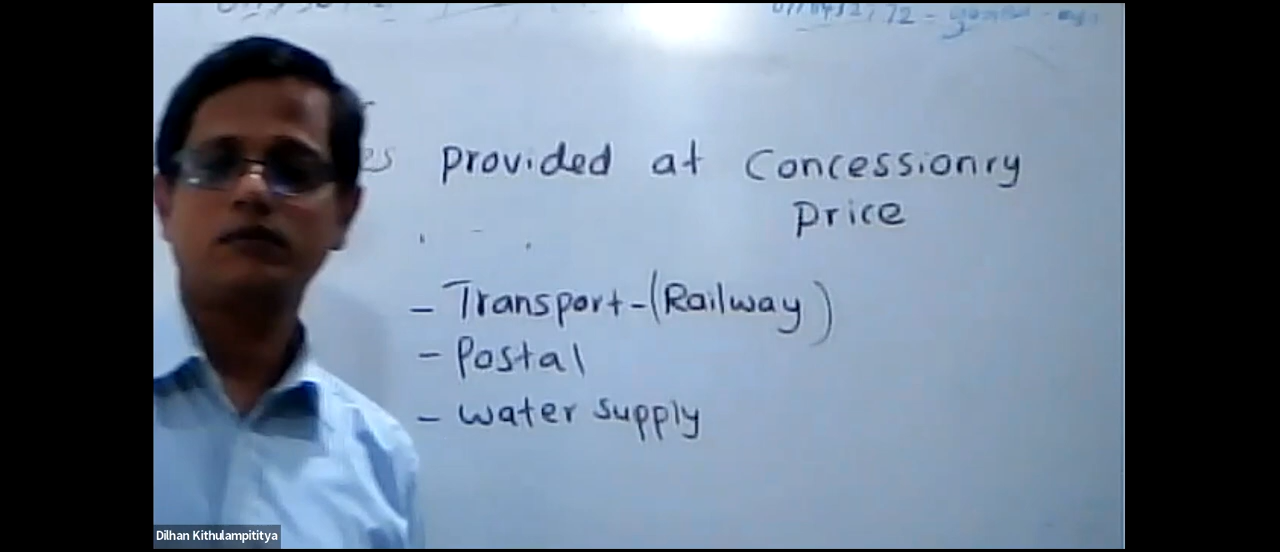 provided at Concessionry
Price
- Transport - (Railway)
- Postal
- water supply
Dilhan Kithulampititya